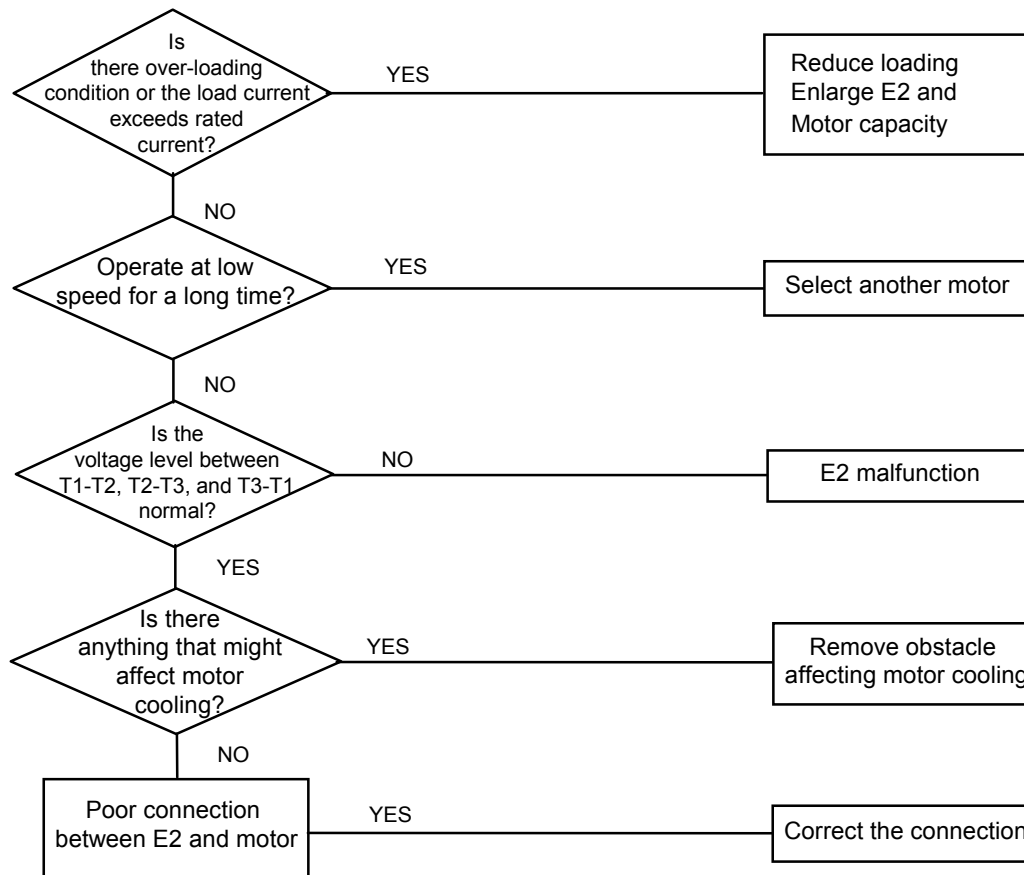 Is
there over-loading
condition or the load current
exceeds rated
current?
YES
Reduce loading
Enlarge E2 and
Motor capacity
NO
Operate at low
speed for a long time?
YES
Select another motor
NO
Is the
voltage level between
T1-T2, T2-T3, and T3-T1
normal?
NO
E2 malfunction
YES
Is there
anything that might
affect motor
cooling?
YES
Remove obstacle
affecting motor cooling
NO
Poor connection
between E2 and motor
YES
Correct the connection